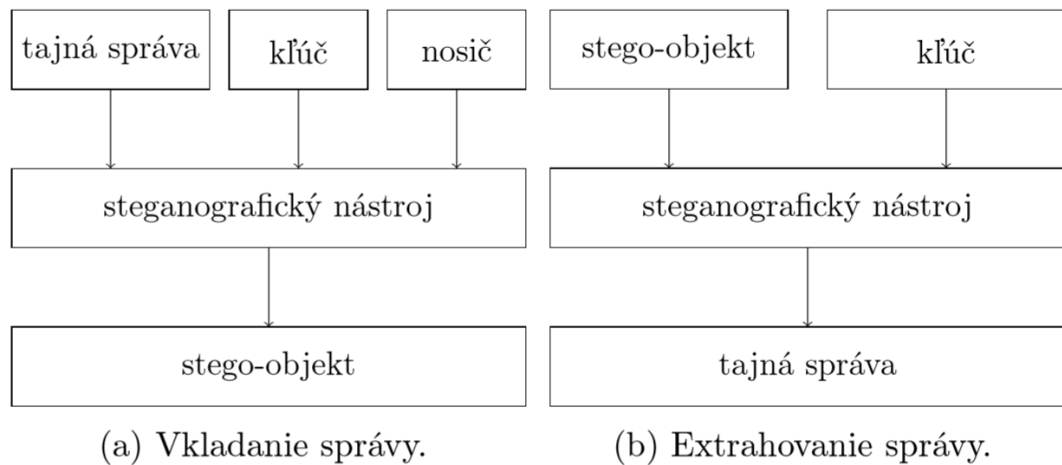 tajná správa
kľúč
nosič
steganografický nástroj
stego-objekt
(a) Vkladanie správy.
stego-objekt
kľúč
steganografický nástroj
tajná správa
(b) Extrahovanie správy.